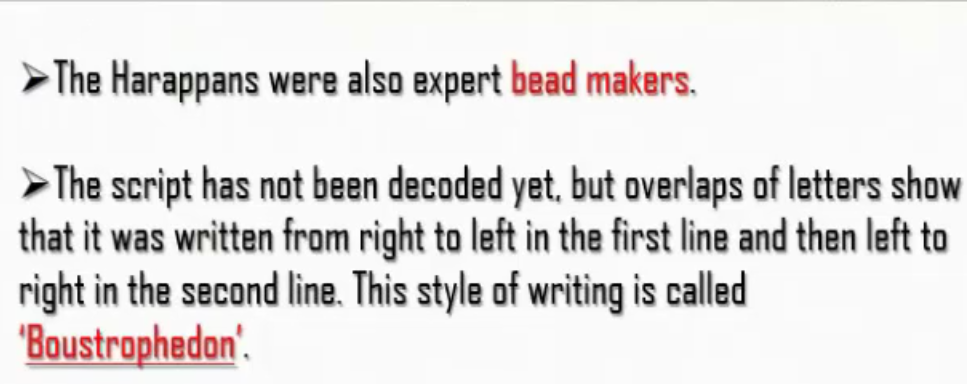 ➢The Harappans were also expert bead makers.
➢The script has not been decoded yet, but overlaps of letters show
that it was written from right to left in the first line and then left to
right in the second line. This style of writing is called
‘Boustrophedon’.